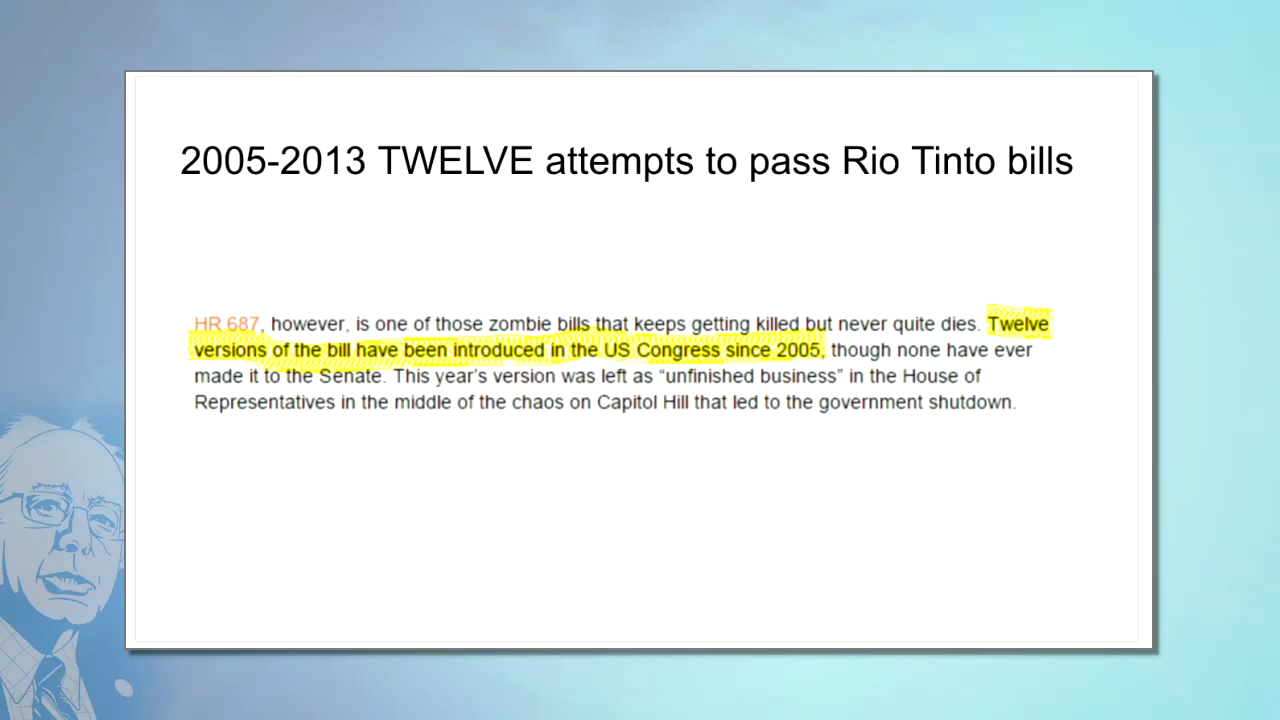 2005-2013 TWELVE attempts to pass Rio Tinto bills
HR 687, however, is one of those zombie bills that keeps getting killed but never quite dies. Twelve
versions of the bill have been introduced in the US Congress since 2005, though none have ever
made it to the Senate. This year’s version was left as “unfinished business” in the House of
Representatives in the middle of the chaos on Capitol Hill that led to the government shutdown.